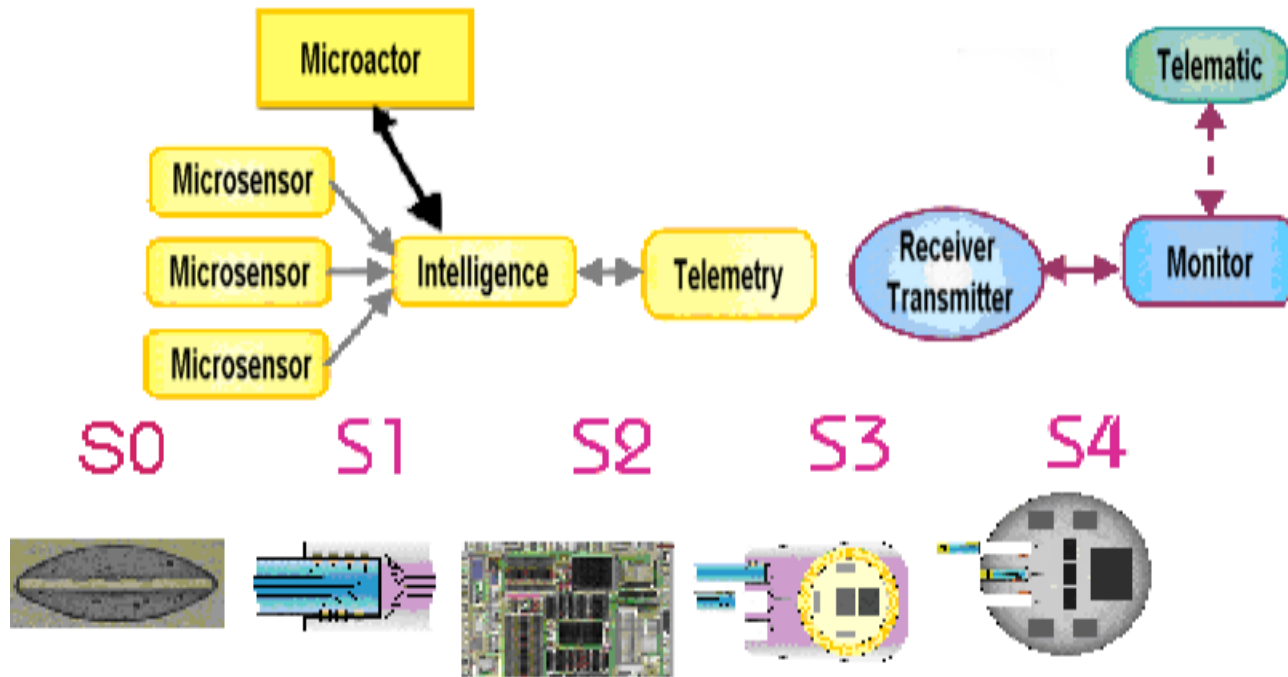 Microactor
Telematic
Microsensor
Microsensor
Intelligence
Telemetry
Receiver
Transmitter
Monitor
Microsensor
S0
S1
S2
S3
S4